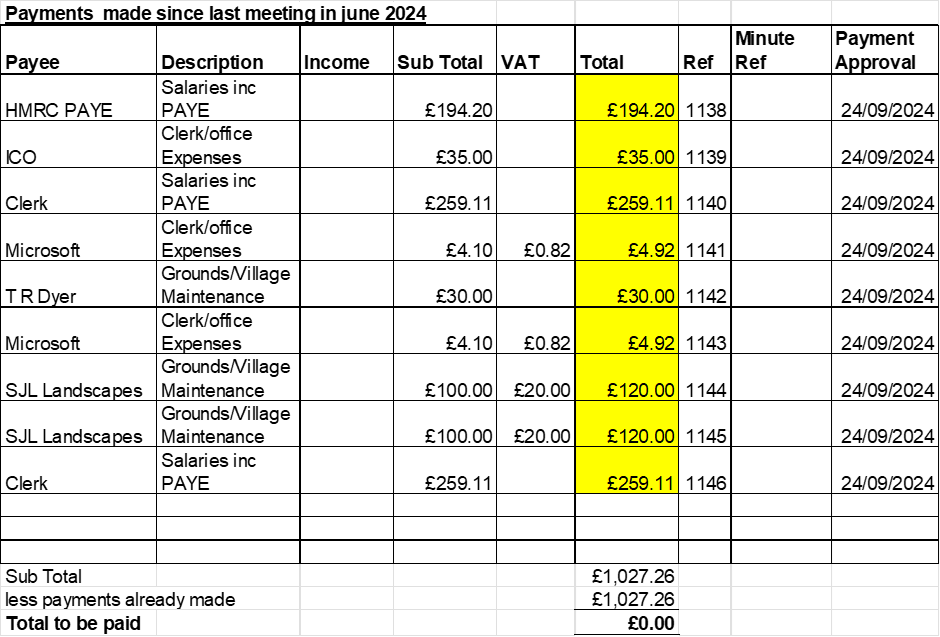 Payments  made since last meeting in june 2024
Payee Description Income Sub Total VAT Total Ref Minute Ref Payment Approval
HMRC PAYE Salaries inc PAYE £194.20 £194.20 1138 24/09/2024
ICO Clerk/office Expenses £35.00 £35.00 1139 24/09/2024
Clerk Salaries inc PAYE £259.11 £259.11 1140 24/09/2024
Microsoft Clerk/office Expenses £4.10 £0.82 £4.92 1141 24/09/2024
T R Dyer Grounds/Village Maintenance £30.00 £30.00 1142 24/09/2024
Microsoft Clerk/office Expenses £4.10 £0.82 £4.92 1143 24/09/2024
SJL Landscapes Grounds/Village Maintenance £100.00 £20.00 £120.00 1144 24/09/2024
SJL Landscapes Grounds/Village Maintenance £100.00 £20.00 £120.00 1145 24/09/2024
Clerk Salaries inc PAYE £259.11 £259.11 1146 24/09/2024
Sub Total £1,027.26
less payments already made £1,027.26
Total to be paid £0.00